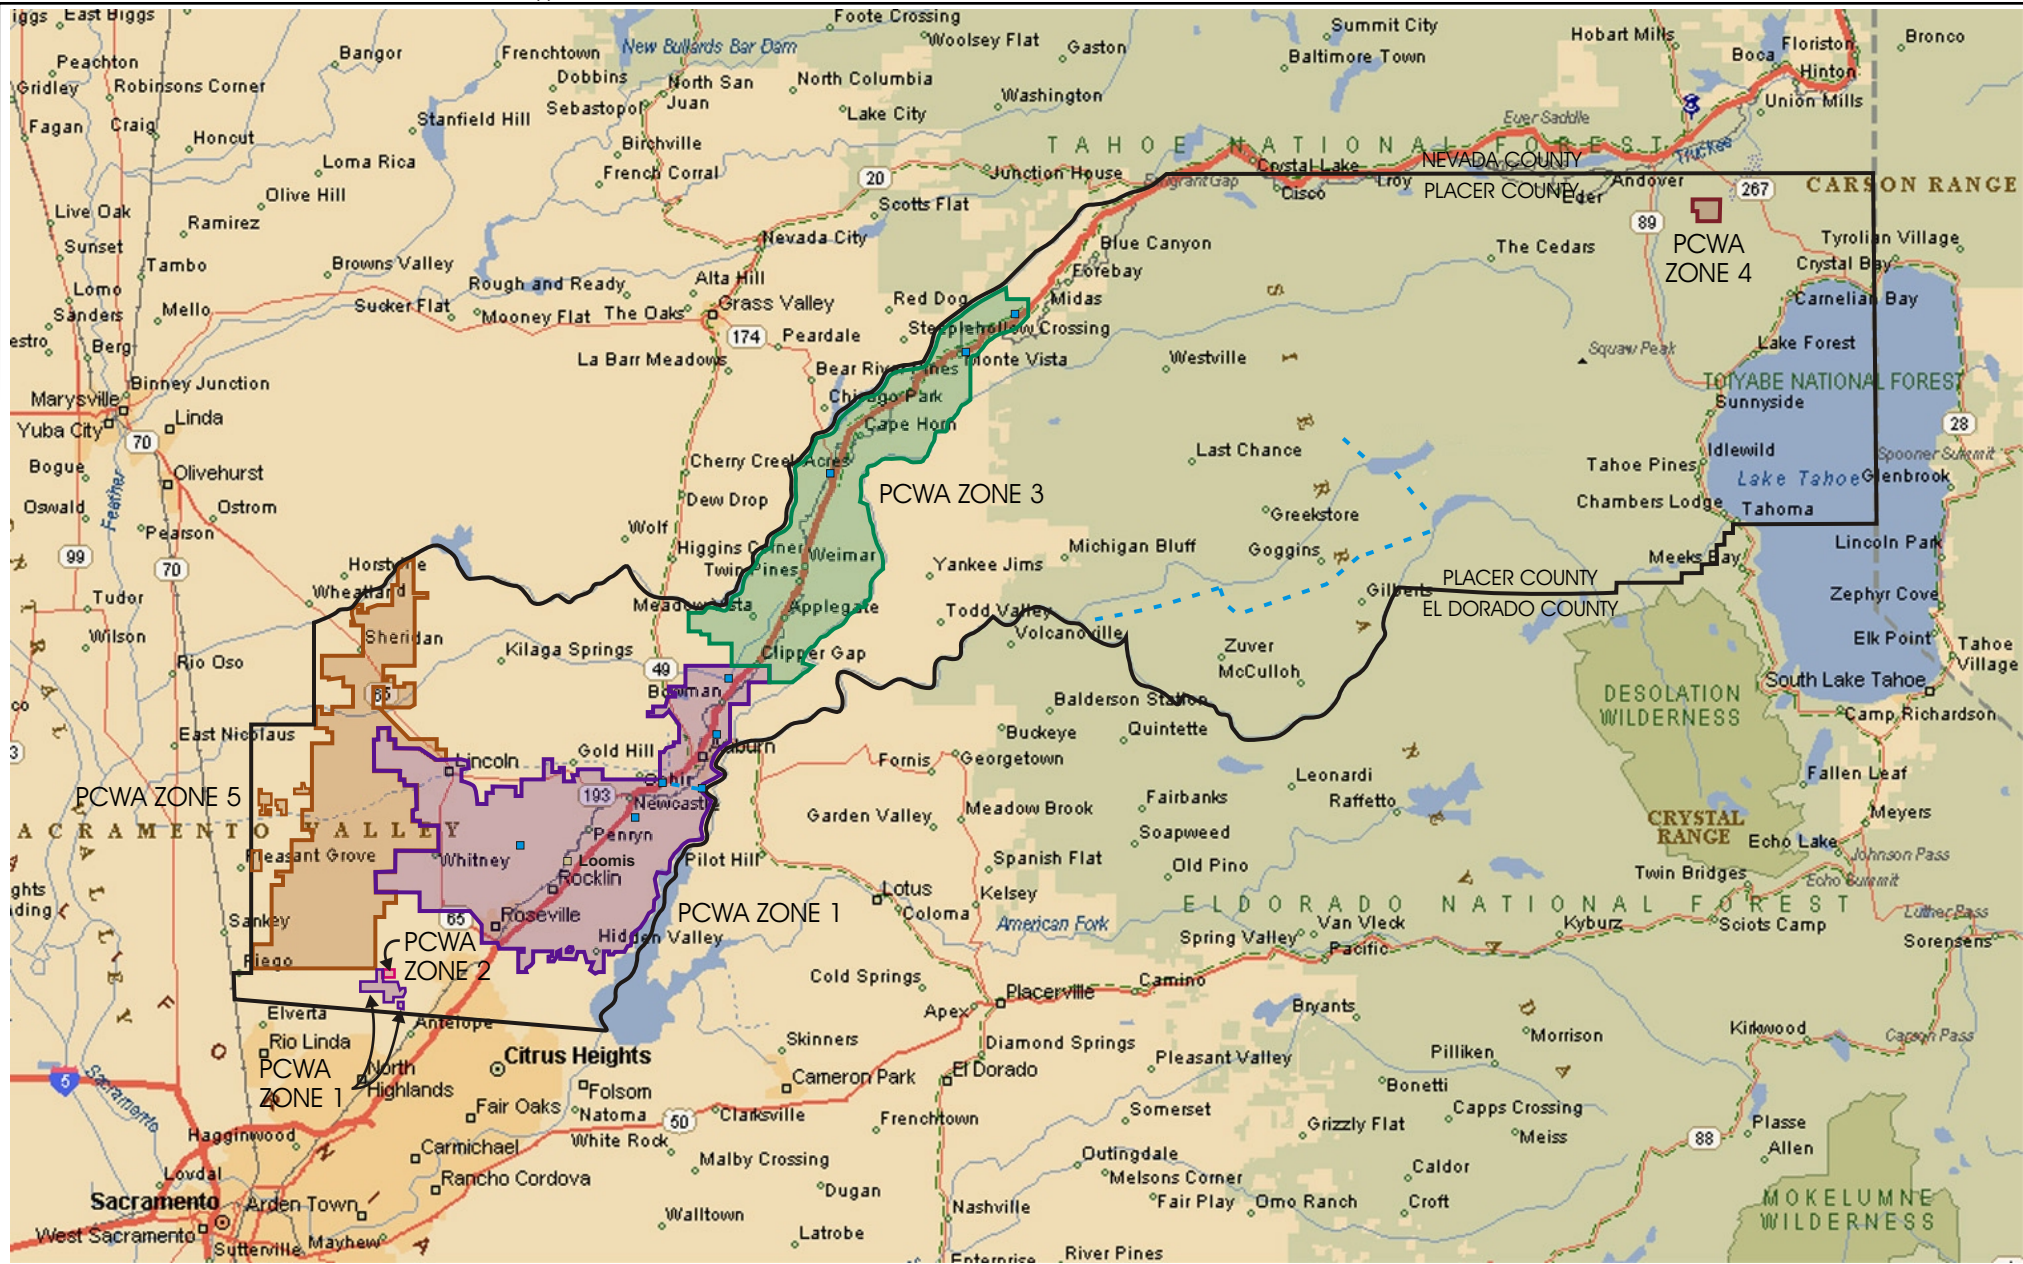 iggs
East Biggs
Foote Crossing
Summit City
Hobart Mills
Bronco
Peachton
Bangor
Frenchtown
New Bullards Bar Dam
Woolsey Flat
Gaston
Baltimore Town
Boca
Floriston
Hinton
Gridley
Robinsons Corner
Dobbins
North San
Juan
North Columbia
Washington
Union Mills
Sebastopol
Lake City
Fagan
Craig
Honcut
Stanfield Hill
Birchville
TAHOE NATIONAL FOREST
Truckee
Loma Rica
French Corral
20
Junction House
Emigrant Gap
Crystal Lake
Cisco
Troy
NEVADA COUNTY
PLACER COUNTY
Eder
Andover
267
CARSON RANGE
Olive Hill
Live Oak
Ramirez
Scotts Flat
89
PCWA
ZONE 4
Sunset
Nevada City
Blue Canyon
The Cedars
Tyrolian Village
Tambo
Browns Valley
Alta Hill
Forebay
Crystal Bay
Lomo
Rough and Ready
Sucker Flat
Mooney Flat
The Oaks
Grass Valley
Red Dog
Midas
Carnelian Bay
Sanders
Mello
estro
Berg
174
Peardale
Steeplehollow Crossing
Lake Forest
La Barr Meadows
Bear River Pines
Monte Vista
Westville
Squaw Peak
Binney Junction
Chicago Park
TOIYABE NATIONAL FOREST
Marysville
Linda
Cape Horn
Sunnyside
Yuba City
70
28
Bogue
Olivehurst
Cherry Creek Acres
Last Chance
Idlewild
Tahoe Pines
Spooner Summit
Lake Tahoe
Glenbrook
Feather
Oswald
Ostrom
Dew Drop
PCWA ZONE 3
Greekstore
Chambers Lodge
Tahoma
Pearson
Wolf
99
70
Higgins Corner
Weimar
Michigan Bluff
Goggins
Meeks Bay
Lincoln Park
Horstville
Twin Pines
Yankee Jims
Wheatland
PLACER COUNTY
EL DORADO COUNTY
Gilberts
Zephyr Cove
Tudor
Meadow Vista
Applegate
Todd Valley
Wilson
Sheridan
Volcanoville
Elk Point
Tahoe
Village
Rio Oso
Kilaga Springs
49
Clipper Gap
Zuver
McCulloh
65
Bowman
Balderson Station
DESOLATION
WILDERNESS
South Lake Tahoe
Camp Richardson
East Nicolaus
Gold Hill
Auburn
Buckeye
Quintette
Lincoln
Fornis
Georgetown
Fallen Leaf
PCWA ZONE 5
Ophir
193
Newcastle
Leonardi
Raffetto
Fairbanks
Meadow Brook
Garden Valley
Meyers
SACRAMENTO VALLEY
Penryn
Soapweed
CRYSTAL
RANGE
Echo Lake
Pleasant Grove
Whitney
Loomis
Pilot Hill
Spanish Flat
Old Pino
Johnson Pass
Rocklin
Twin Bridges
Echo Summit
Lotus
Kelsey
ELDORADO NATIONAL FOREST
Sankey
65
Roseville
PCWA ZONE 1
Coloma
American Fork
Van Vleck
Kyburz
Sciots Camp
Luther Pass
Spring Valley
Pacific
Sorensens
Hidden Valley
Riego
PCWA
ZONE 2
Cold Springs
Camino
Placerville
Apex
Bryants
Elverta
Antelope
Skinners
Diamond Springs
Morrison
Kirkwood
Carson Pass
Rio Linda
Citrus Heights
Pleasant Valley
Pilliken
5
Sacramento
PCWA
ZONE 1
North
Highlands
Folsom
Cameron Park
El Dorado
Bonetti
Fair Oaks
Natoma
50
Clarksville
Frenchtown
Somerset
Capps Crossing
Plasse
Hagginwood
White Rock
Grizzly Flat
Meiss
88
Allen
Carmichael
Malby Crossing
Outingdale
Caldor
Lovdal
Rancho Cordova
Dugan
Melsons Corner
Sacramento
Arden Town
Walltown
Nashville
Fair Play
Omo Ranch
Croft
MOKELUMNE
WILDERNESS
West Sacramento
Sutterville
Mayhew
Latrobe
Enterprise
River Pines